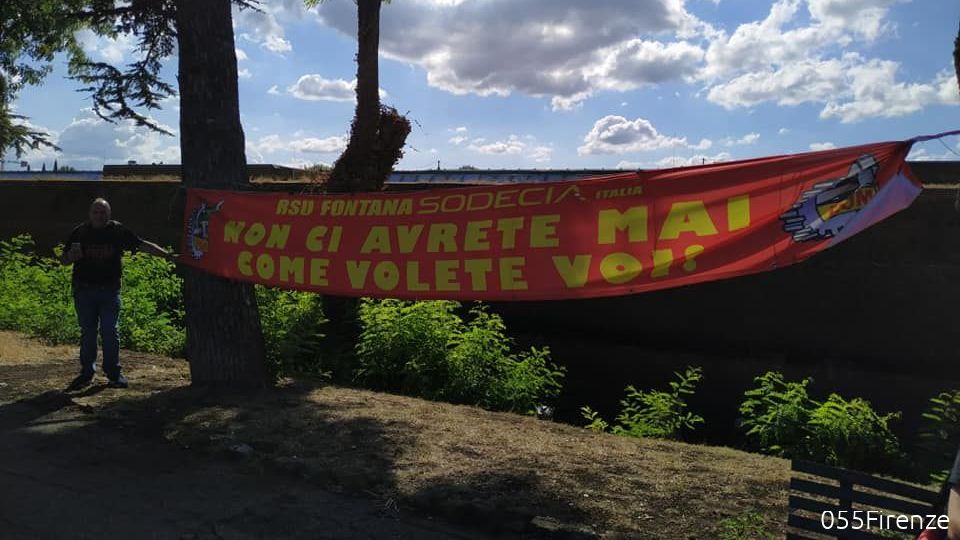 RSU FONTANA SODECIA ITALIA
NON CI AVRETE MAI
COME VOLETE VOI!
055Firenze